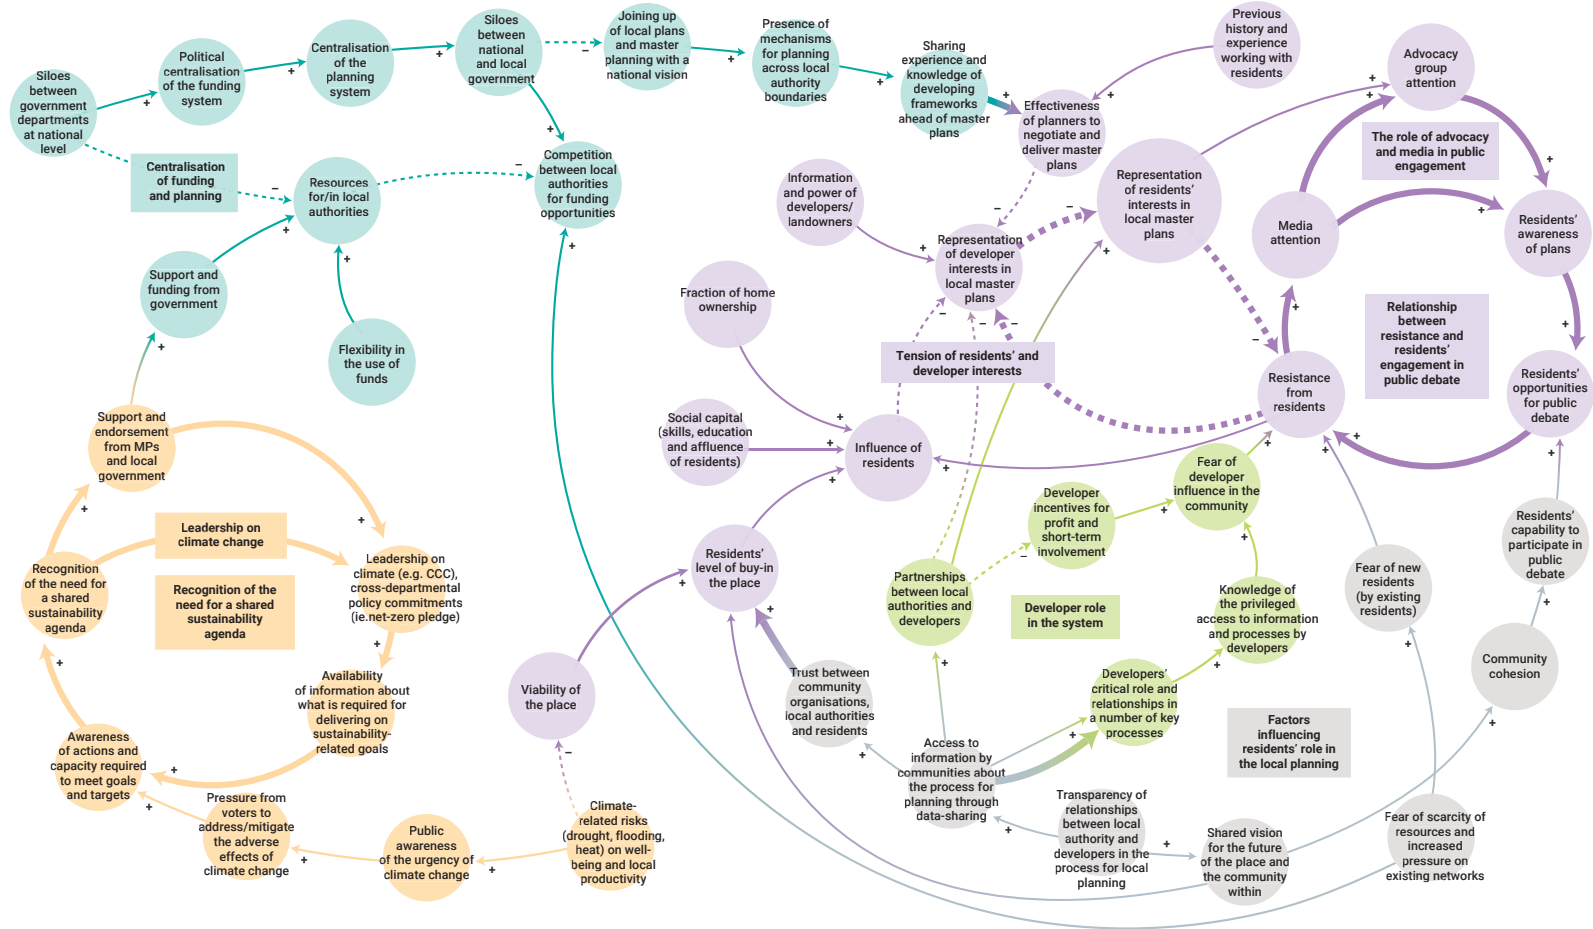 Siloes
between
government
departments
at national
level
+
Political
centralisation
of the funding
system
+
Centralisation
of the
planning
system
+
Siloes
between
national
and local
government
–
Joining up
of local plans
and master
planning with a
national vision
+
Presence of
mechanisms
for planning
across local
authority
boundaries
+
Sharing
experience and
knowledge of
developing
frameworks
ahead of master
plans
+
Effectiveness
of planners to
negotiate and
deliver master
plans
+
Previous
history and
experience
working with
residents
Advocacy
group
attention
+
+
The role of advocacy
and media in public
engagement
+
Centralisation
of funding
and planning
–
Resources
for/in local
authorities
–
+
Competition
between local
authorities
for funding
opportunities
+
+
+
Support and
funding from
government
+
Flexibility in
the use of
funds
Information
and power of
developers/
landowners
+
–
Representation
of developer
interests in
local master
plans
–
Representation
of residents’
interests in
local master
plans
+
–
Media
attention
+
+
Residents’
awareness
of plans
+
Relationship
between
resistance and
residents’
engagement in
public debate
Residents’
opportunities
for public
debate
+
+
Fraction of home
ownership
–
–
–
Tension of residents’ and
developer interests
Resistance
from
residents
+
+
Social capital
(skills, education
and affluence
of residents)
+
+
+
+
Influence of
residents
Support and
endorsement
from MPs
and local
government
+
+
+
Leadership on
climate change
Recognition
of the need for
a shared
sustainability
agenda
Recognition of the
need for a shared
sustainability
agenda
Leadership on
climate (e.g. CCC),
cross-departmental
policy commitments
(ie.net-zero pledge)
+
Availability
of information about
what is required for
delivering on
sustainability-
related goals
+
+
Awareness
of actions and
capacity required
to meet goals
and targets
+
Pressure from
voters to
address/mitigate
the adverse
effects of
climate change
+
Public
awareness
of the urgency of
climate change
+
Climate-
related risks
(drought, flooding,
heat) on well-
being and local
productivity
–
Viability of
the place
+
Residents’
level of buy-in
the place
+
+
Trust between
community
organisations,
local authorities
and residents
+
Fear of
developer
influence in the
community
+
+
Developer
incentives for
profit and
short-term
involvement
–
Partnerships
between local
authorities and
developers
+
Developer role
in the system
Knowledge of
the privileged
access to information
and processes by
developers
+
Developers’
critical role and
relationships in
a number of key
processes
+
Access to
information by
communities about
the process for
planning through
data-sharing
+
Transparency of
relationships
between local
authority and
developers in the
process for local
planning
+
Shared vision
for the future
of the place and
the community
within
Fear of scarcity of
resources and
increased
pressure on
existing networks
+
Fear of new
residents
(by existing
residents)
Residents’
capability to
participate in
public
debate
+
Community
cohesion
+
Factors
influencing
residents’ role in
the local planning